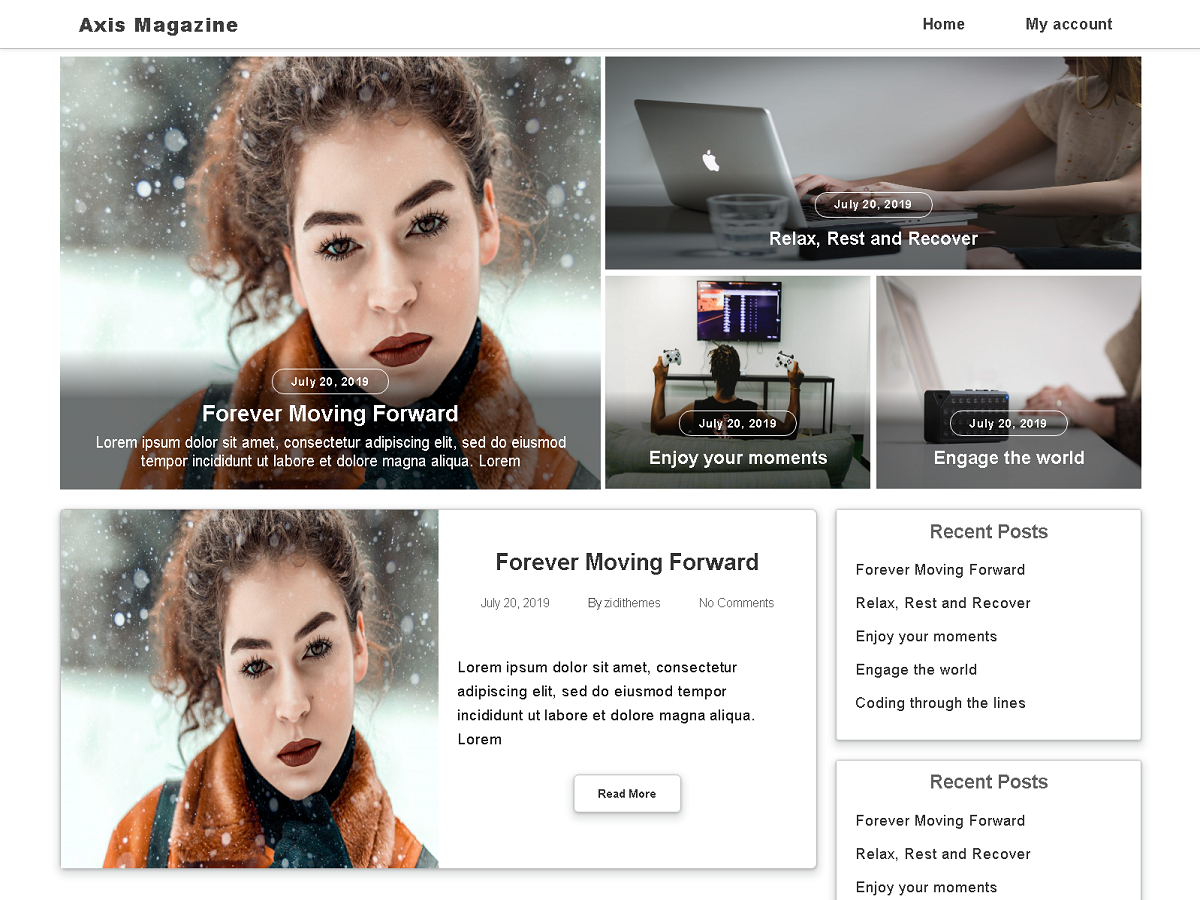 Axis Magazine
Home
My account
July 20, 2019
Forever Moving Forward
Lorem ipsum dolor sit amet, consectetur adipiscing elit, sed do eiusmod
tempor incididunt ut labore et dolore magna aliqua. Lorem
July 20, 2019
Relax, Rest and Recover
July 20, 2019
Enjoy your moments
July 20, 2019
Engage the world
Forever Moving Forward
July 20, 2019
By zidithemes
No Comments
Lorem ipsum dolor sit amet, consectetur
adipiscing elit, sed do eiusmod tempor
incididunt ut labore et dolore magna aliqua.
Lorem
Read More
Recent Posts
Forever Moving Forward
Relax, Rest and Recover
Enjoy your moments
Engage the world
Coding through the lines
Recent Posts
Forever Moving Forward
Relax, Rest and Recover
Enjoy your moments